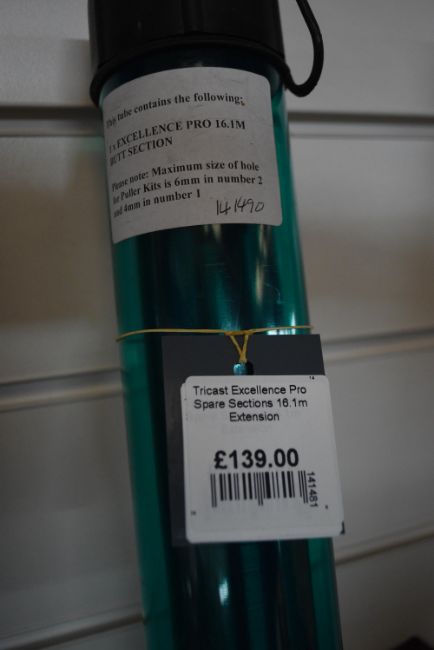 This tube contains the following;
1 x EXCELLENCE PRO 16.1M
BUTT SECTION
Please note: Maximum size of hole
for Puller Kits is 6mm in number 2
and 4mm in number 1
141490
Tricast Excellence Pro
Spare Sections 16.1m
Extension
£139.00
141481